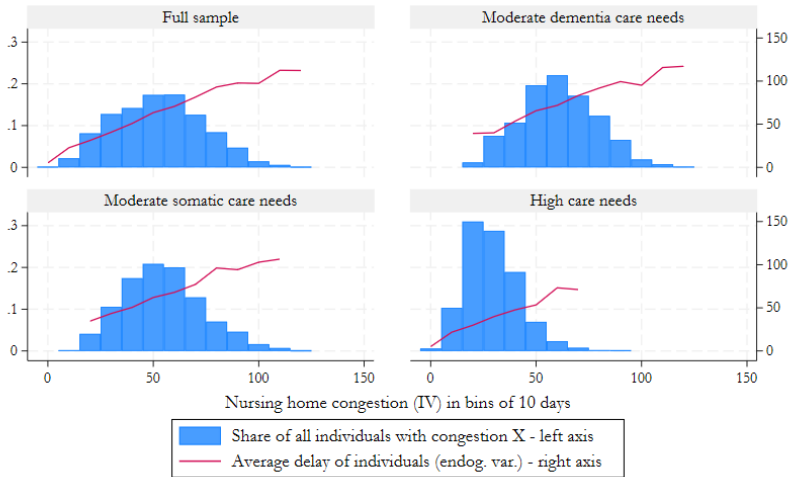 Full sample
Moderate dementia care needs
.3
.2
.1
0
150
100
50
0
Moderate somatic care needs
High care needs
.3
.2
.1
0
150
100
50
0
0 50 100 150
0 50 100 150
Nursing home congestion (IV) in bins of 10 days
Share of all individuals with congestion X - left axis
Average delay of individuals (endog. var.) - right axis